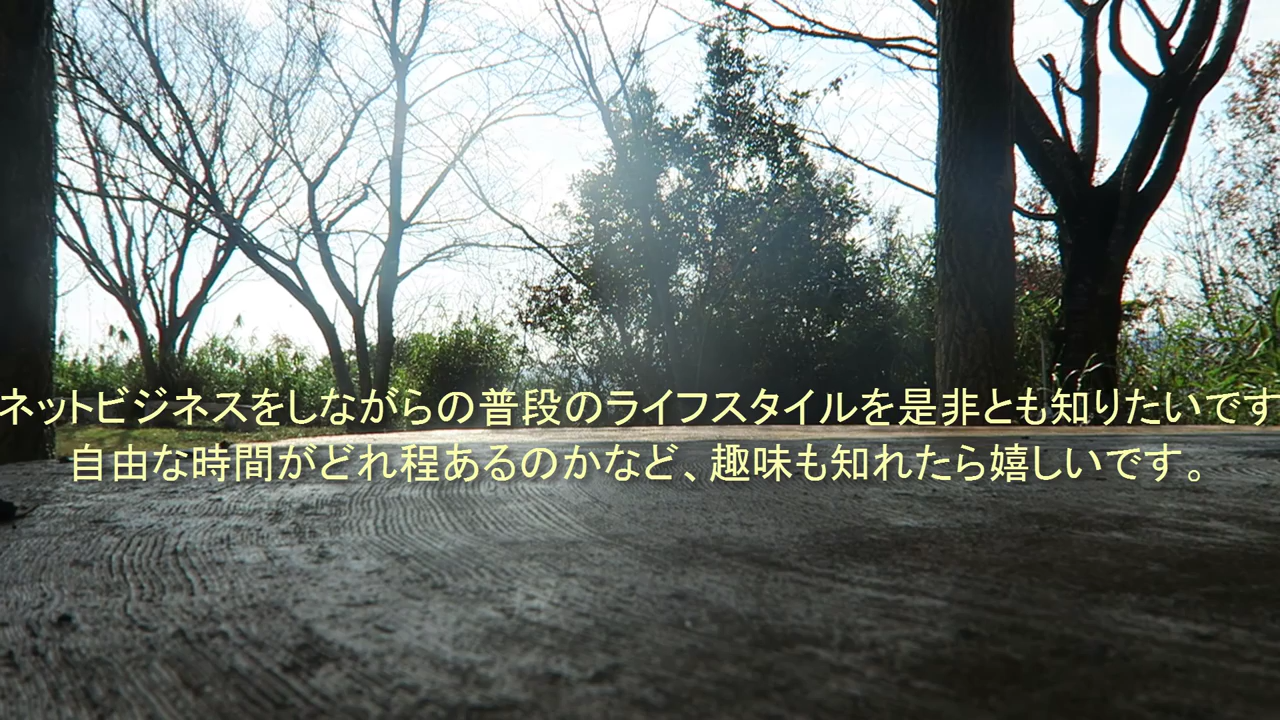 ネットビジネスをしながらの普段のライフスタイルを是非とも知りたいです
自由な時間がどれ程あるのかなど、趣味も知れたら嬉しいです。